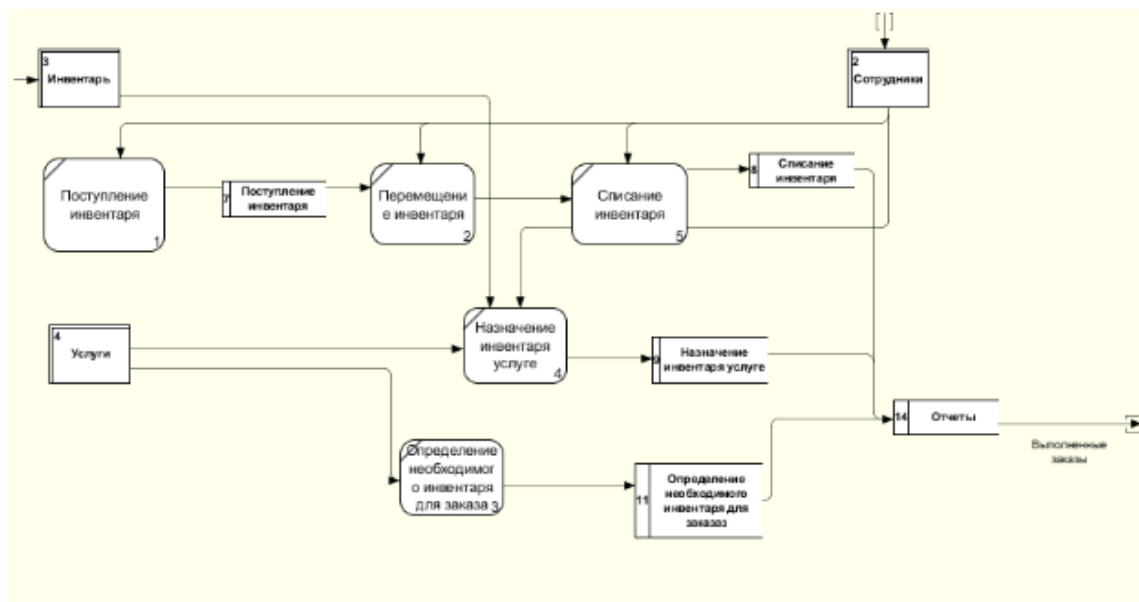 3
Инвентарь
2
Сотрудники
Поступление
инвентаря
1
7
Поступление
инвентаря
Перемещени
е инвентаря
2
Списание
инвентаря
5
8
Списание
инвентаря
4
Услуги
Назначение
инвентаря
услуге
4
9
Назначение
инвентаря услуге
14
Отчеты
Выполненные
заказы
Определение
необходимог
о инвентаря
для заказа
3
11
Определение
необходимого
инвентаря для
заказаз